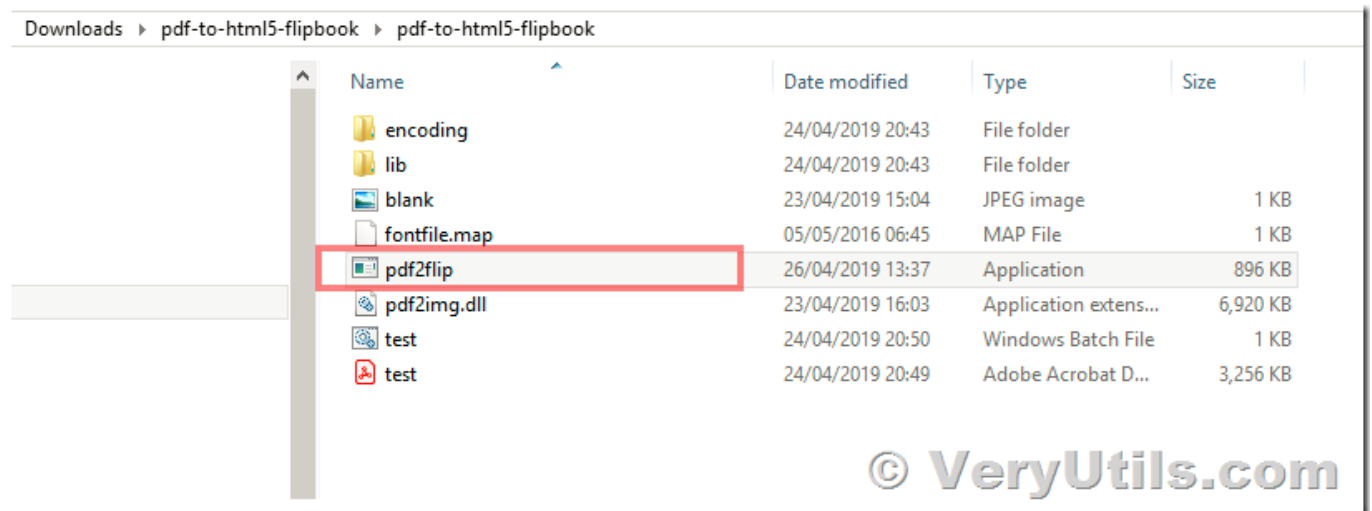 Downloads pdf-to-html5-flipbook pdf-to-html5-flipbook
Name Date modified Type Size
encoding 24/04/2019 20:43 File folder
lib 24/04/2019 20:43 File folder
blank 23/04/2019 15:04 JPEG image 1 KB
fontfile.map 05/05/2016 06:45 MAP File 1 KB
pdf2flip 26/04/2019 13:37 Application 896 KB
pdf2img.dll 23/04/2019 16:03 Application extens... 6,920 KB
test 24/04/2019 20:50 Windows Batch File 1 KB
test 24/04/2019 20:49 Adobe Acrobat D... 3,256 KB
© VeryUtils.com